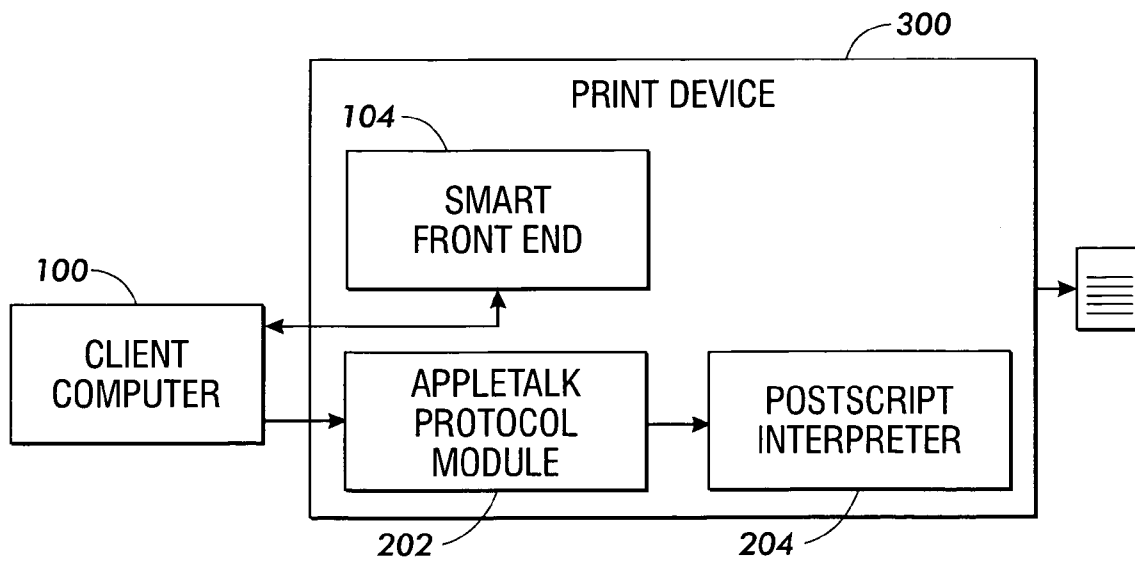 300
PRINT DEVICE
104
SMART
FRONT END
100
CLIENT
COMPUTER
APPLETALK
PROTOCOL
MODULE
POSTSCRIPT
INTERPRETER
202
204